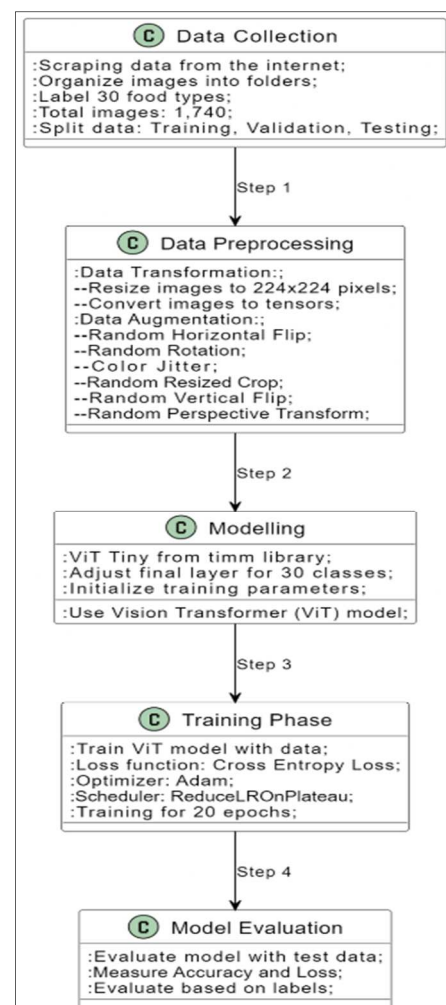 C Data Collection
:Scraping data from the internet;
:Organize images into folders;
:Label 30 food types;
:Total images: 1,740;
:Split data: Training, Validation, Testing;
Step 1
C Data Preprocessing
:Data Transformation:;
--Resize images to 224x224 pixels;
--Convert images to tensors;
:Data Augmentation:;
--Random Horizontal Flip;
--Random Rotation;
--Color Jitter;
--Random Resized Crop;
--Random Vertical Flip;
--Random Perspective Transform;
Step 2
C Modelling
:ViT Tiny from timm library;
:Adjust final layer for 30 classes;
:Initialize training parameters;
:Use Vision Transformer (ViT) model;
Step 3
C Training Phase
:Train ViT model with data;
:Loss function: Cross Entropy Loss;
:Optimizer: Adam;
:Scheduler: ReduceLROnPlateau;
:Training for 20 epochs;
Step 4
C Model Evaluation
:Evaluate model with test data;
:Measure Accuracy and Loss;
:Evaluate based on labels;